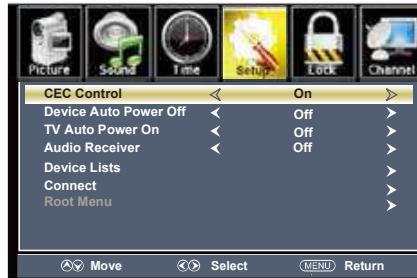 Picture Sound Time Setup Lock Channel
CEC Control On
Device Auto Power Off Off
TV Auto Power On Off
Audio Receiver Off
Device Lists
Connect
Root Menu
Move Select MENU Return